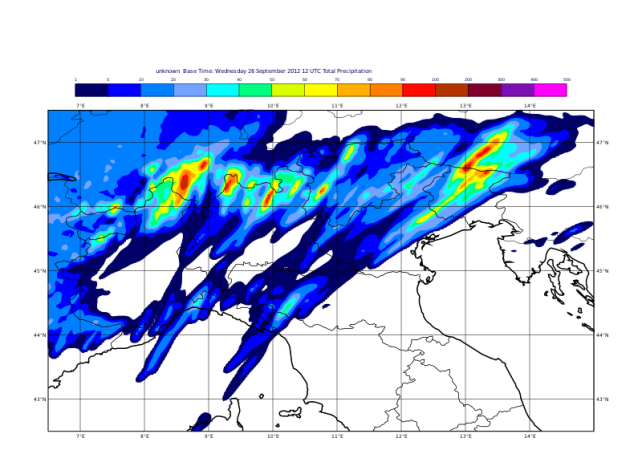 unknown Base Time: Wednesday 26 September 2012 12 UTC Total Precipitation
1 5 10 20 30 40 50 60 70 80 90 100 200 300 400 500
7°E 8°E 9°E 10°E 11°E 12°E 13°E 14°E
47°N 47°N
46°N 46°N
45°N 45°N
44°N 44°N
43°N 43°N
7°E 8°E 9°E 10°E 11°E 12°E 13°E 14°E